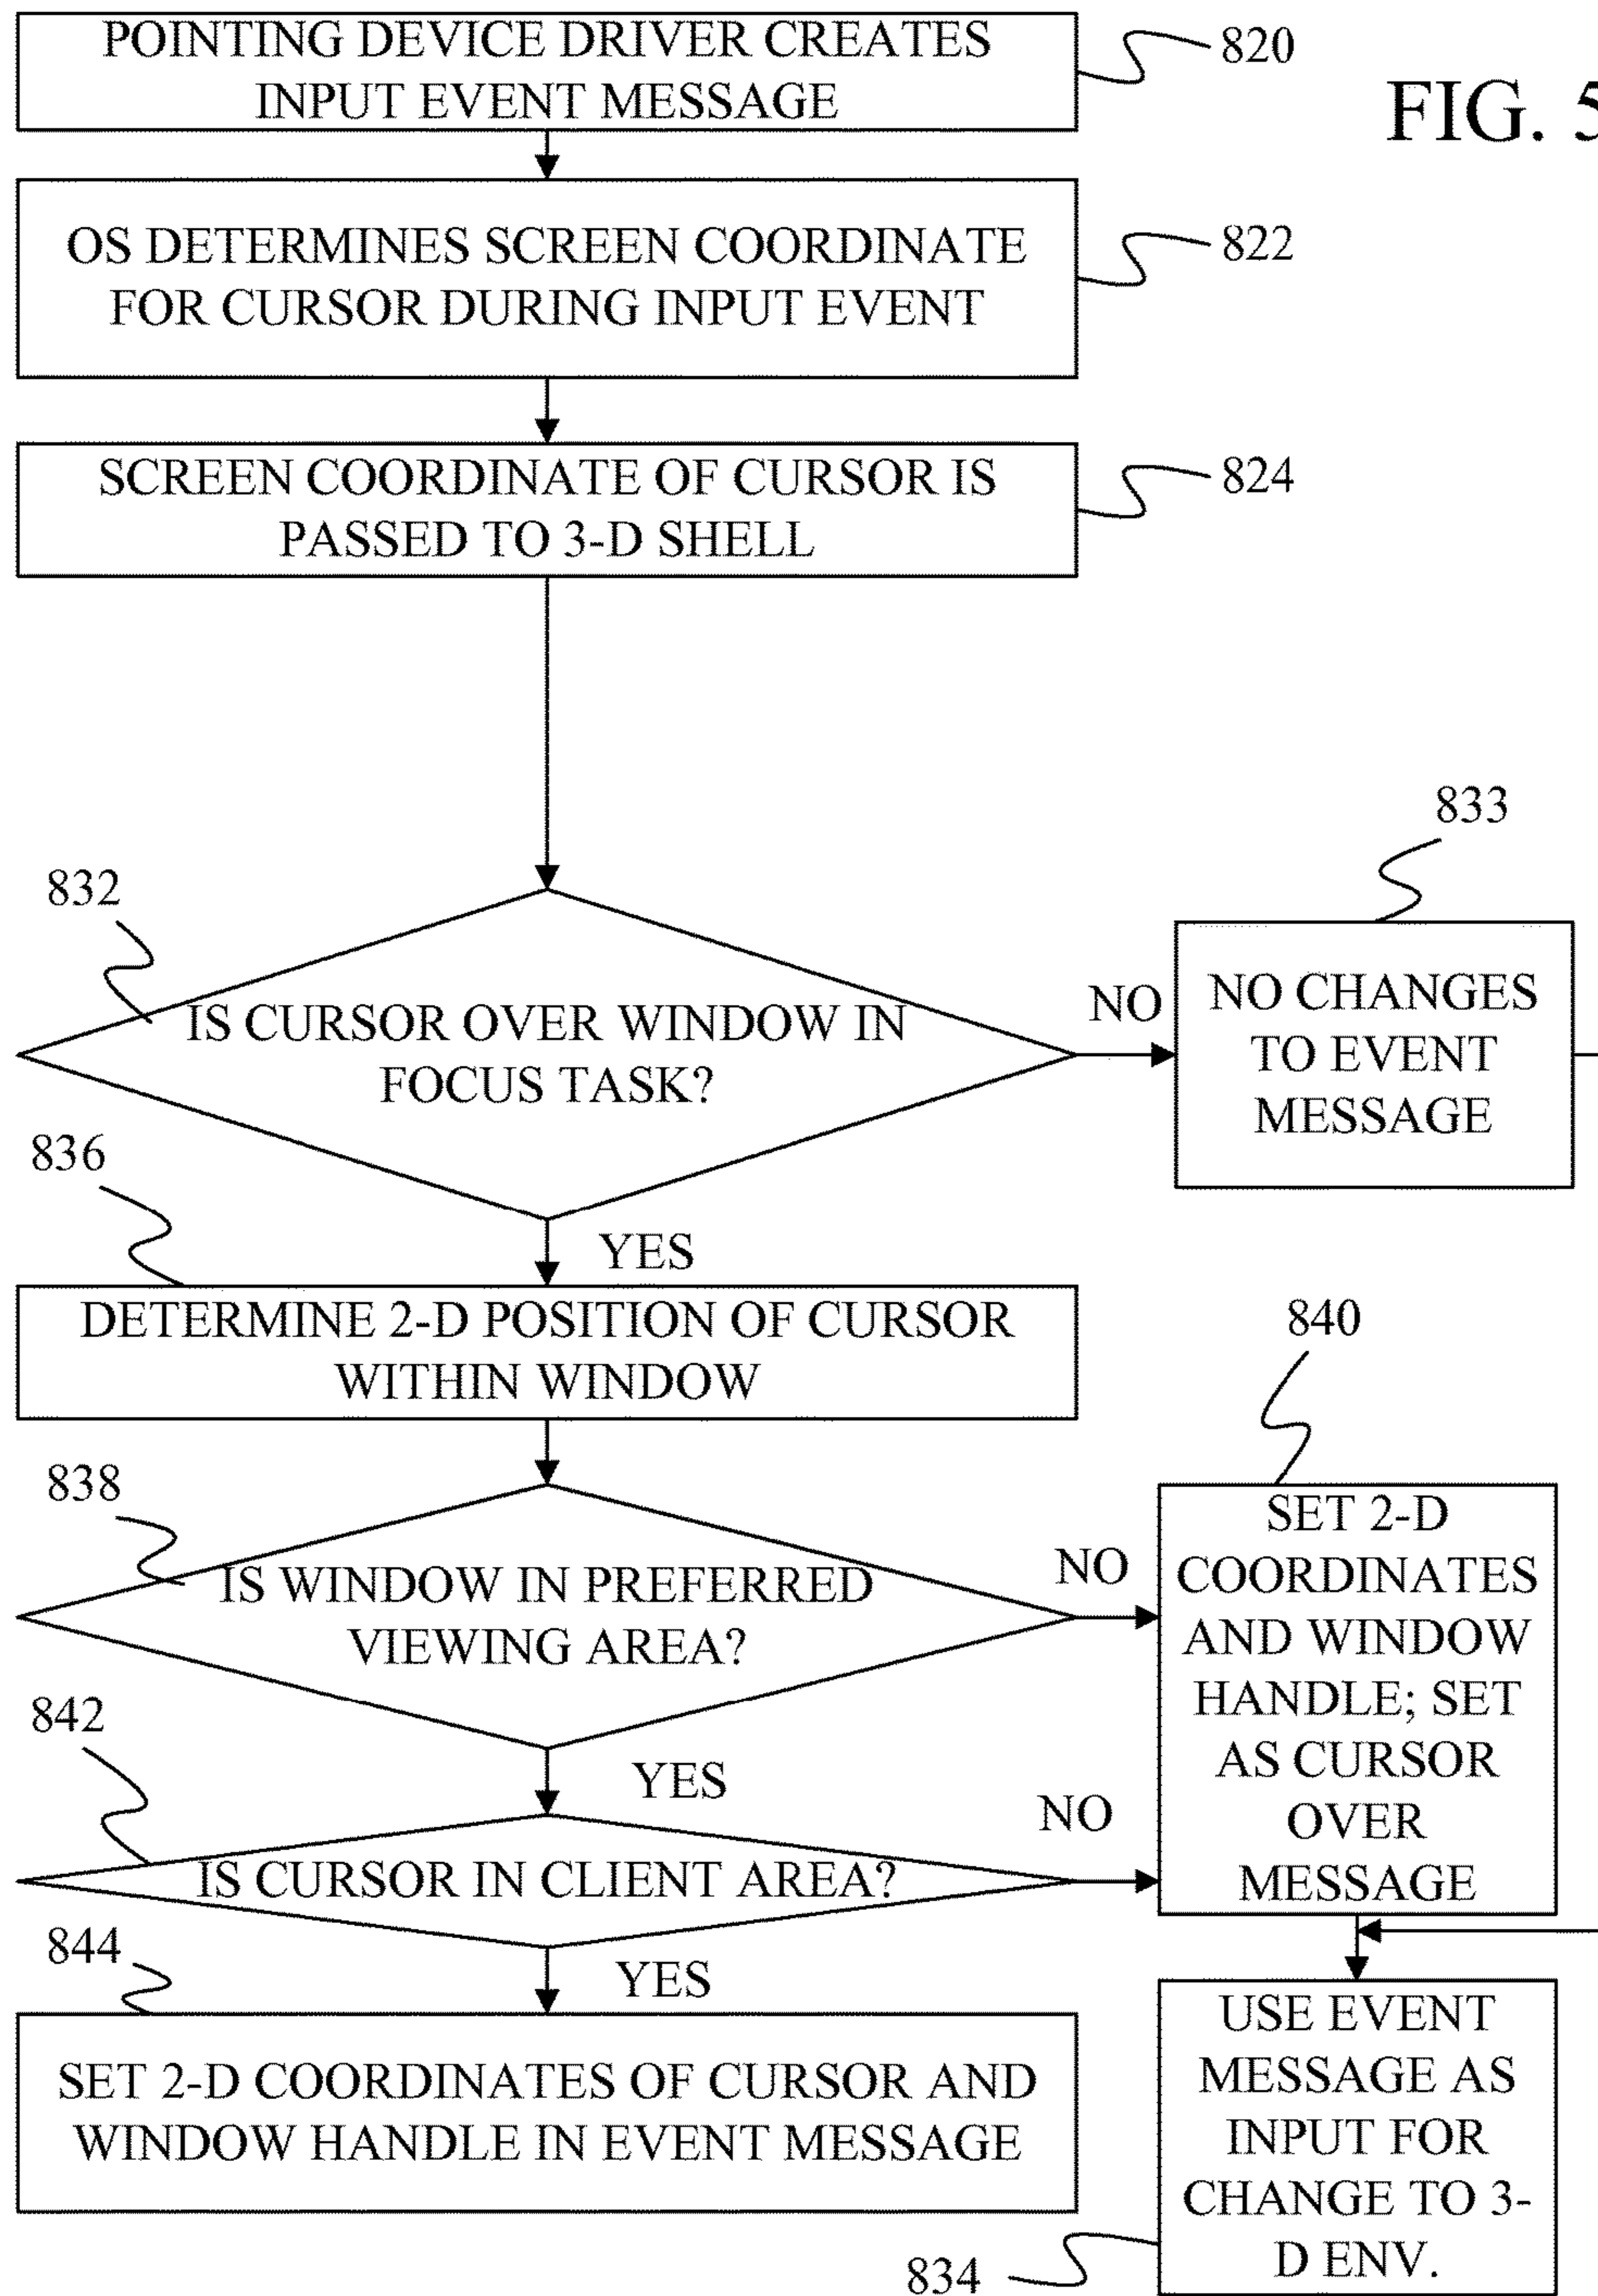 POINTING DEVICE DRIVER CREATES
INPUT EVENT MESSAGE
820
FIG. 5
OS DETERMINES SCREEN COORDINATE
FOR CURSOR DURING INPUT EVENT
822
SCREEN COORDINATE OF CURSOR IS
PASSED TO 3-D SHELL
824
832
IS CURSOR OVER WINDOW IN
FOCUS TASK?
NO
833
NO CHANGES
TO EVENT
MESSAGE
YES
836
DETERMINE 2-D POSITION OF CURSOR
WITHIN WINDOW
838
IS WINDOW IN PREFERRED
VIEWING AREA?
NO
840
SET 2-D
COORDINATES
AND WINDOW
HANDLE; SET
AS CURSOR
OVER
MESSAGE
YES
842
IS CURSOR IN CLIENT AREA?
NO
YES
844
SET 2-D COORDINATES OF CURSOR AND
WINDOW HANDLE IN EVENT MESSAGE
USE EVENT
MESSAGE AS
INPUT FOR
CHANGE TO 3-
D ENV.
834